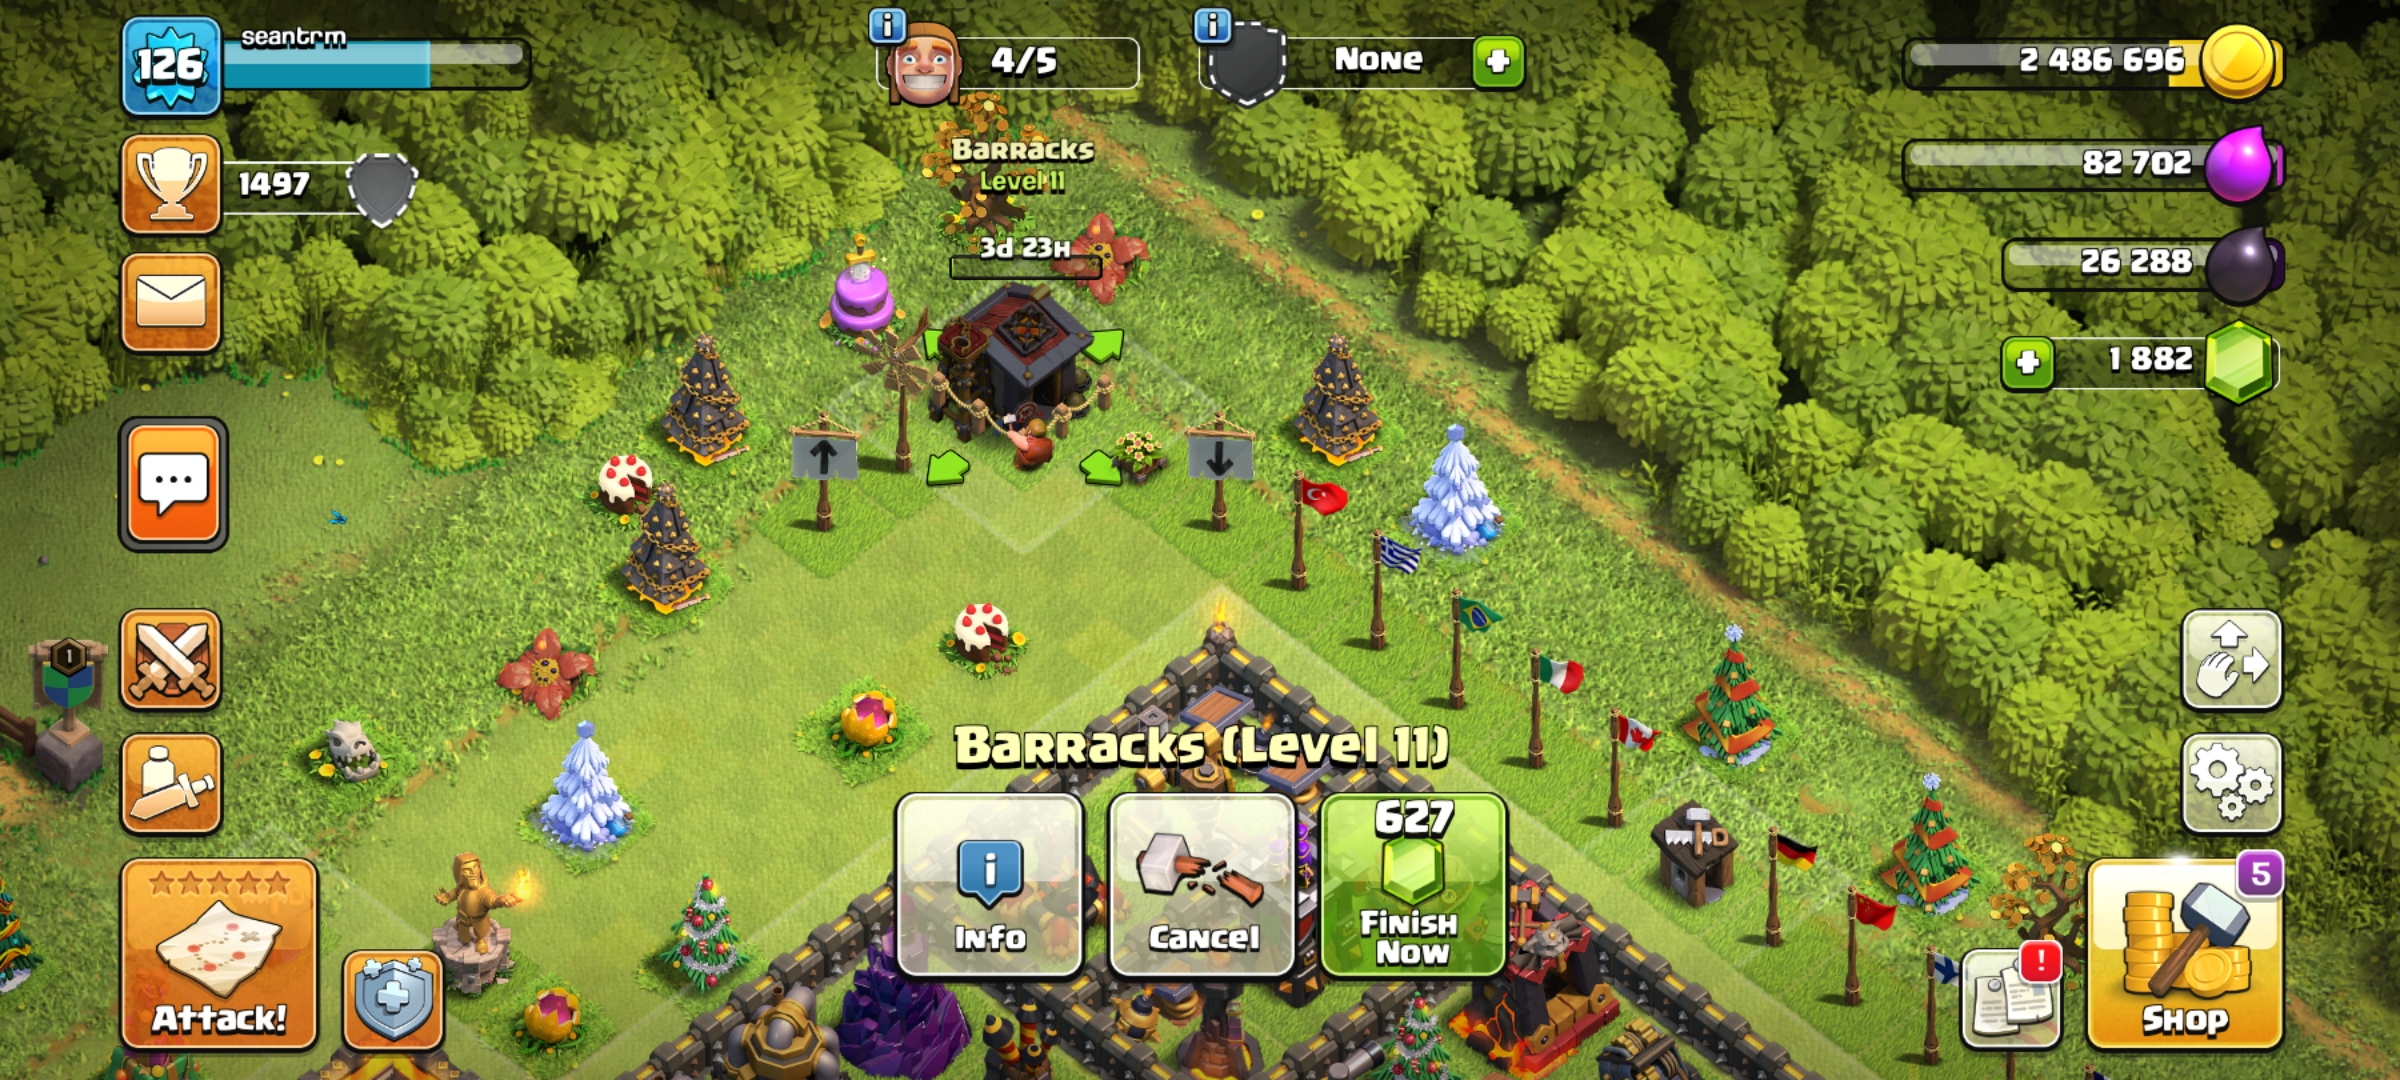 126
seantrm
4/5
None
2 486 696
1497
82 702
26 288
1 882
Barracks
Level 11
3d 23H
1
Barracks (Level 11)
Info
Cancel
627
Finish
Now
Attack!
!
5
Shop